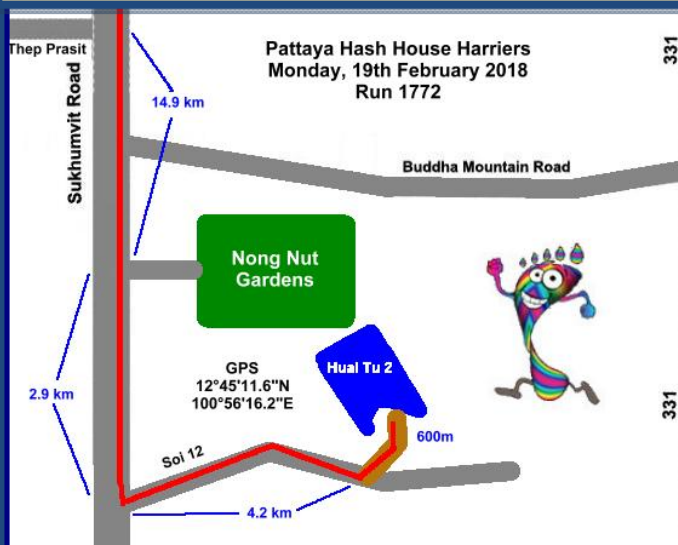 Pattaya Hash House Harriers
Monday, 19th February 2018
Run 1772
331
Thep Prasit
Sukhumvit Road
14.9 km
Buddha Mountain Road
Nong Nut
Gardens
GPS
12°45'11.6"N
100°56'16.2"E
Huai Tu 2
2.9 km
331
600m
Soi 12
4.2 km